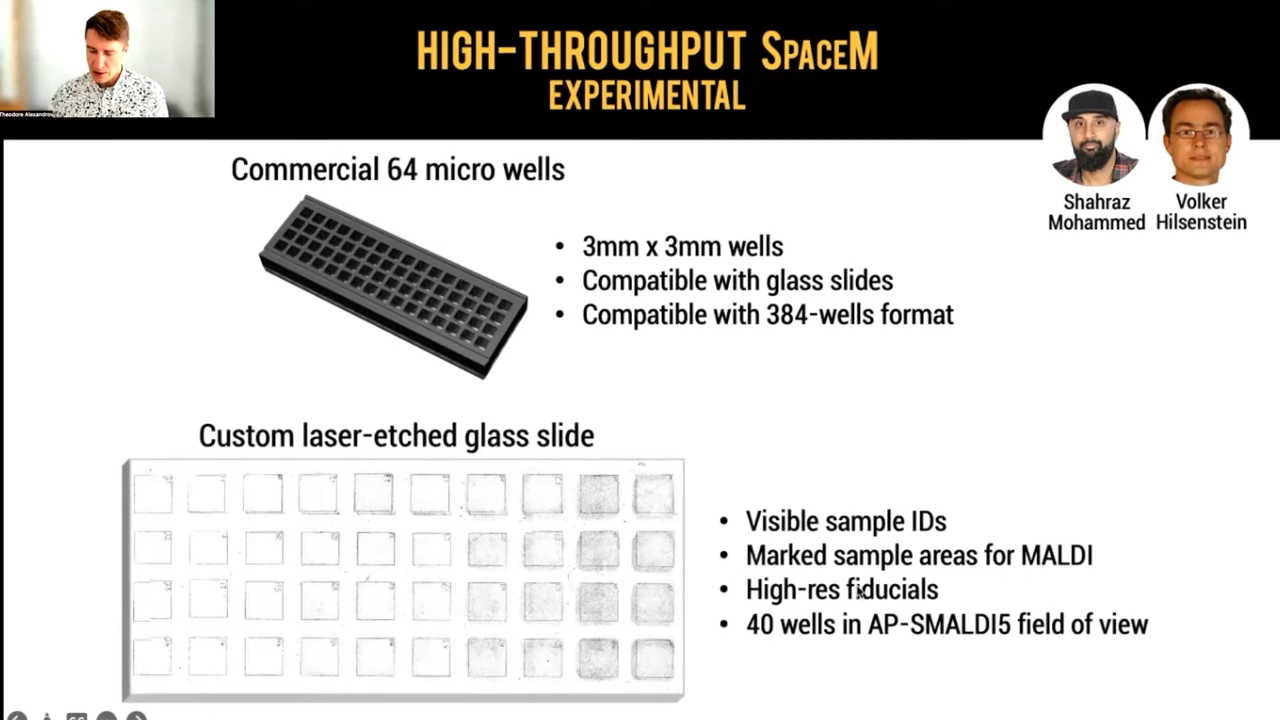 HIGH-THROUGHPUT SPACEM
EXPERIMENTAL
Theodore Alexandrov
Shahraz
Mohammed
Volker
Hilsenstein
Commercial 64 micro wells
• 3mm x 3mm wells
• Compatible with glass slides
• Compatible with 384-wells format
Custom laser-etched glass slide
• Visible sample IDs
• Marked sample areas for MALDI
• High-res fiducials
• 40 wells in AP-SMALDI5 field of view